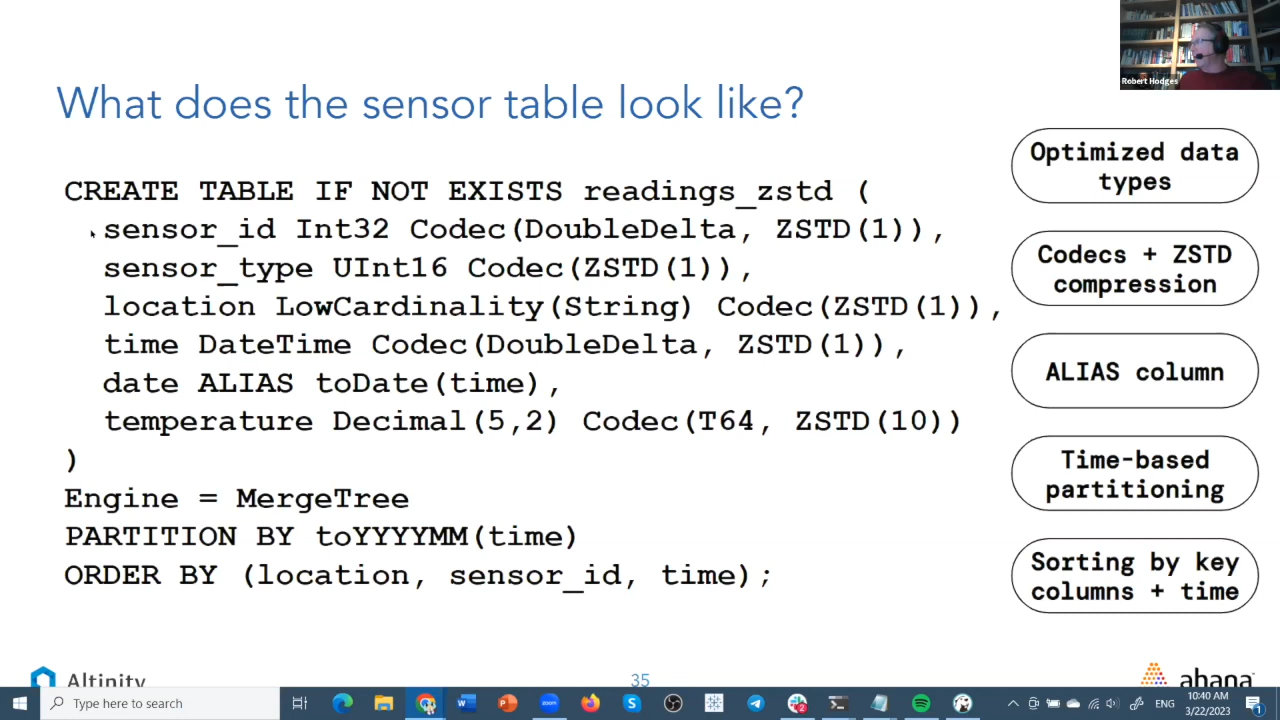 Robert Hodges
What does the sensor table look like?
CREATE TABLE IF NOT EXISTS readings_zstd (
sensor_id Int32 Codec(DoubleDelta, ZSTD(1)),
sensor_type UInt16 Codec(ZSTD(1)),
location LowCardinality(String) Codec(ZSTD(1)),
time DateTime Codec(DoubleDelta, ZSTD(1)),
date ALIAS toDate(time),
temperature Decimal(5,2) Codec(T64, ZSTD(10))
)
Engine = MergeTree
PARTITION BY toYYYYMM(time)
ORDER BY (location, sensor_id, time);
Optimized data
types
Codecs + ZSTD
compression
ALIAS column
Time-based
partitioning
Sorting by key
columns + time
Altinity
35
ahana
Type here to search
zoom
ENG
10:40 AM
3/22/2023